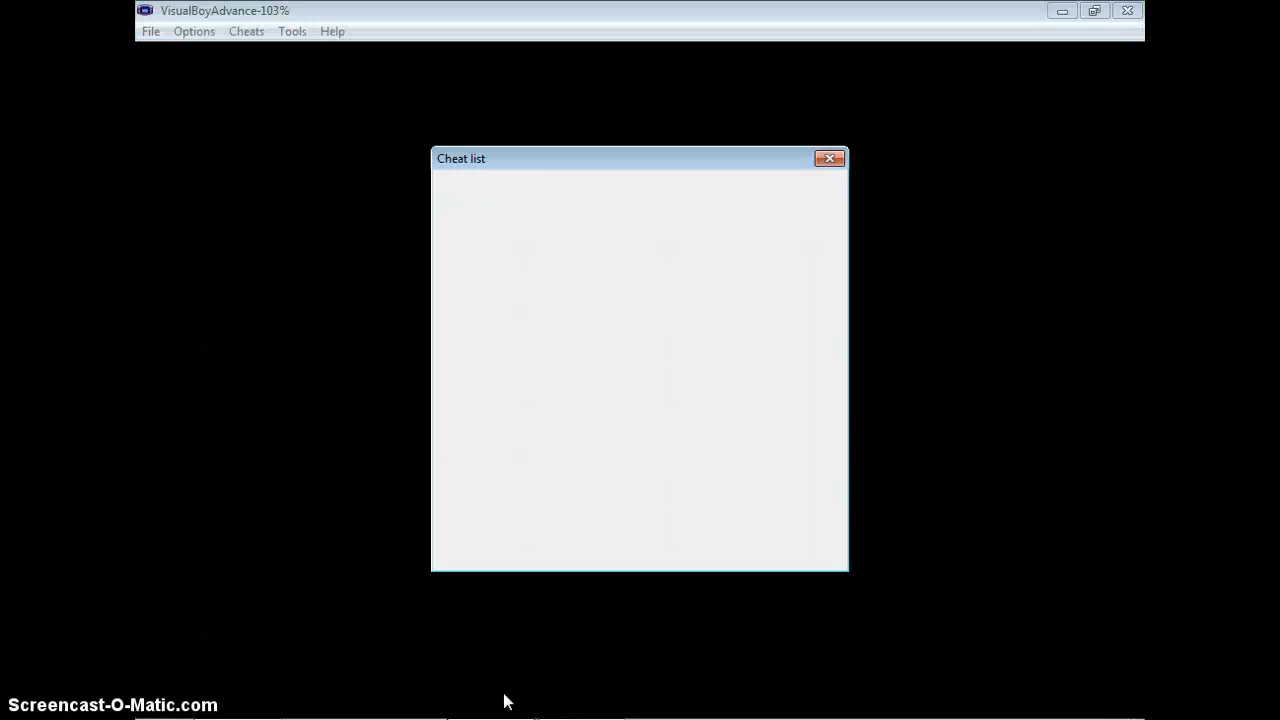 VisualBoyAdvance-103%
File Options Cheats Tools Help
Cheat list
Screencast-O-Matic.com